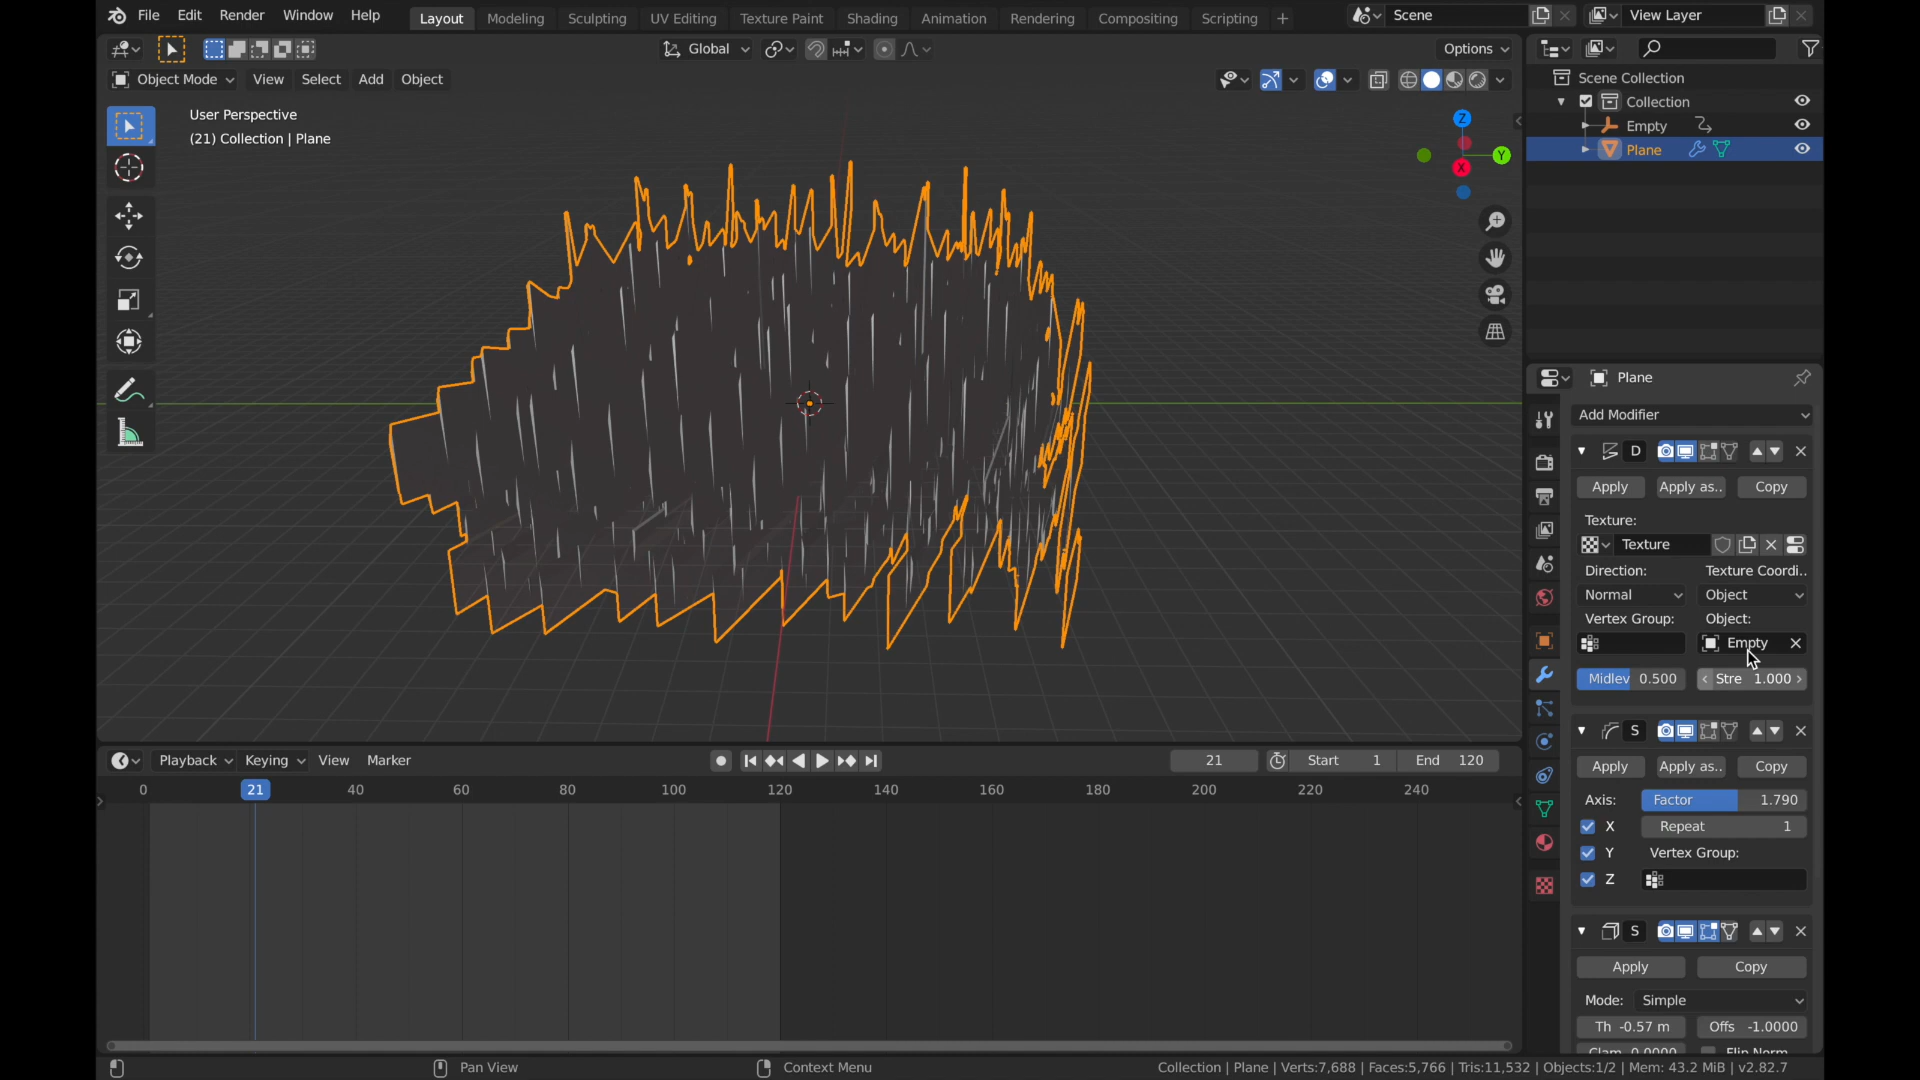 File Edit Render Window Help Layout Modeling Sculpting UV Editing Texture Paint Shading Animation Rendering Compositing Scripting + Scene View Layer
Global Options
Object Mode View Select Add Object
User Perspective
(21) Collection | Plane
Z
Y
X
Scene Collection
Collection
Empty
Plane
Plane
Add Modifier
D
Apply Apply as.. Copy
Texture:
Texture
Direction: Texture Coordi..
Normal Object
Vertex Group: Object:
Empty
Midlev 0.500 Stre 1.000
S
Apply Apply as.. Copy
Axis: Factor 1.790
X Repeat 1
Y Vertex Group:
Z
S
Apply Copy
Mode: Simple
Th -0.57 m Offs -1.0000
Clam 0.0000 Flip Norm
Playback Keying View Marker 21 Start 1 End 120
0 21 40 60 80 100 120 140 160 180 200 220 240
Pan View Context Menu Collection | Plane | Verts:7,688 | Faces:5,766 | Tris:11,532 | Objects:1/2 | Mem: 43.2 MiB | v2.82.7